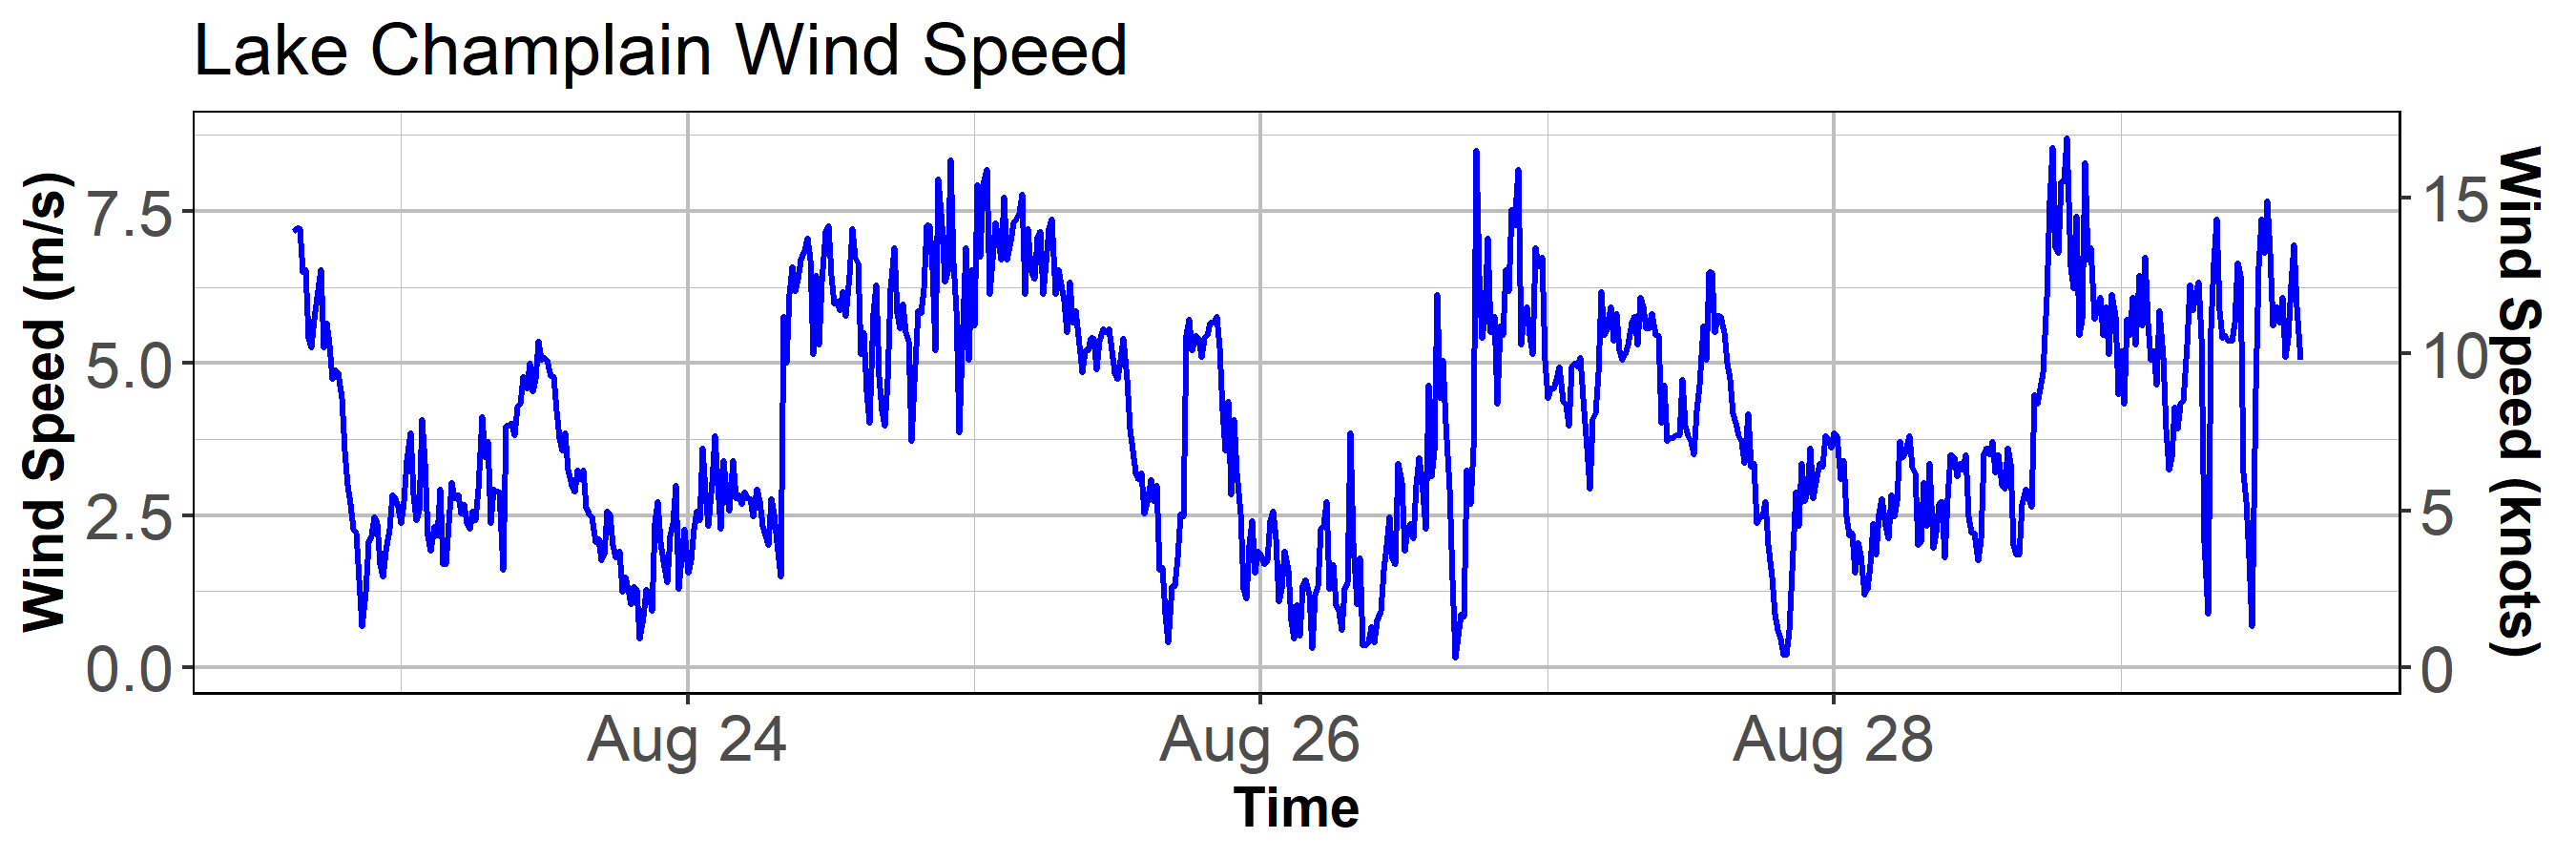 Lake Champlain Wind Speed
Wind Speed (m/s)
7.5
5.0
2.5
0.0
15
10
5
0
Wind Speed (knots)
Aug 24
Aug 26
Aug 28
Time